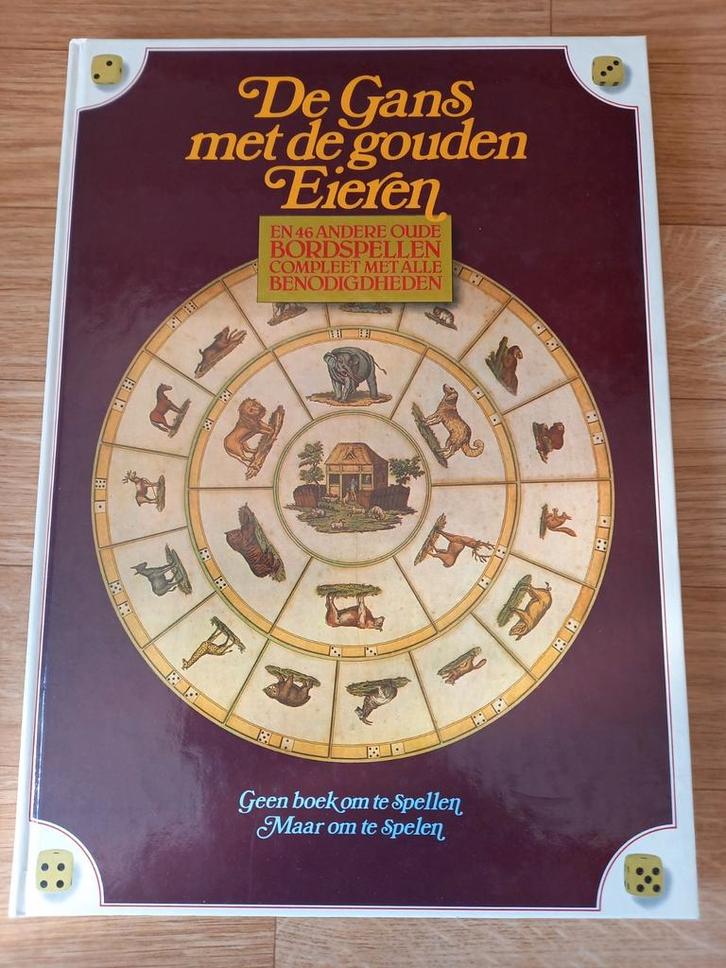 De Gans
met de gouden
Eieren
EN 46 ANDERE OUDE
BORDSPELLEN
COMPLEET MET ALLE
BENODIGDHEDEN
Geen boek om te spellen
Maar om te spelen